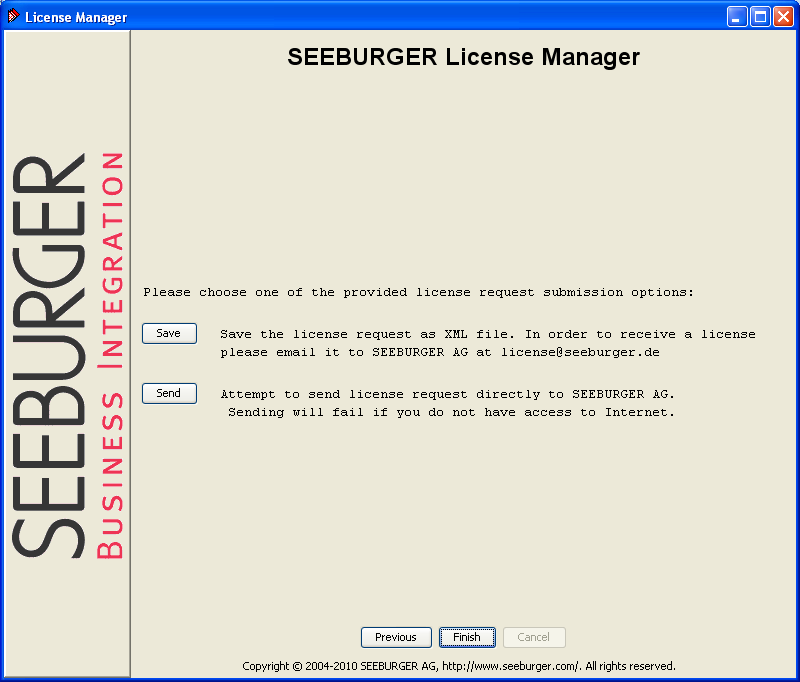 License Manager
SEEBURGER License Manager
SEEBURGER
BUSINESS INTEGRATION
Please choose one of the provided license request submission options:
Save
Save the license request as XML file. In order to receive a license
please email it to SEEBURGER AG at license@seeburger.de
Send
Attempt to send license request directly to SEEBURGER AG.
Sending will fail if you do not have access to Internet.
Previous Finish Cancel
Copyright © 2004-2010 SEEBURGER AG, http://www.seeburger.com/. All rights reserved.